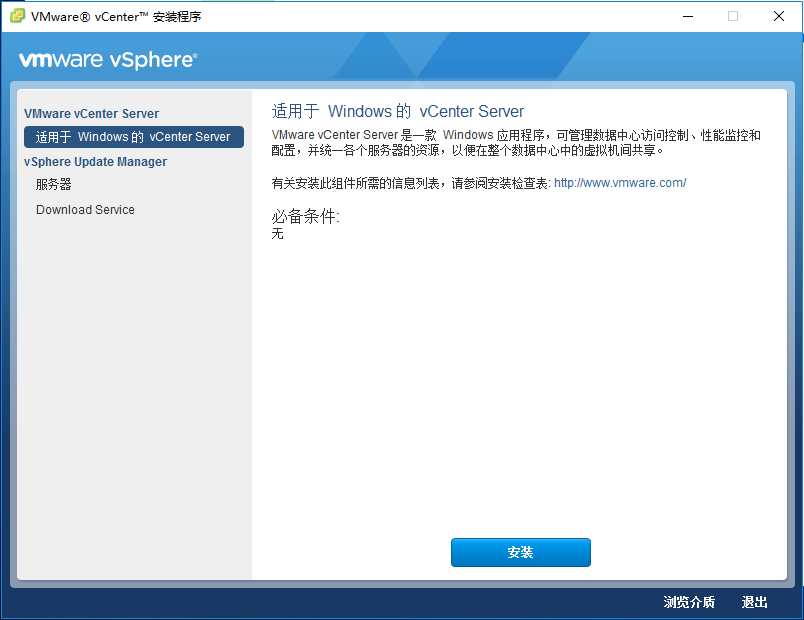 VMware® vCenter™ 安装程序
vmware vSphere®
VMware vCenter Server
适用于 Windows 的 vCenter Server
vSphere Update Manager
服务器
Download Service
适用于 Windows 的 vCenter Server
VMware vCenter Server 是一款 Windows 应用程序，可管理数据中心访问控制、性能监控和
配置，并统一各个服务器的资源，以便在整个数据中心中的虚拟机间共享。
有关安装此组件所需的信息列表，请参阅安装检查表: http://www.vmware.com/
必备条件:
无
安装
浏览介质 退出